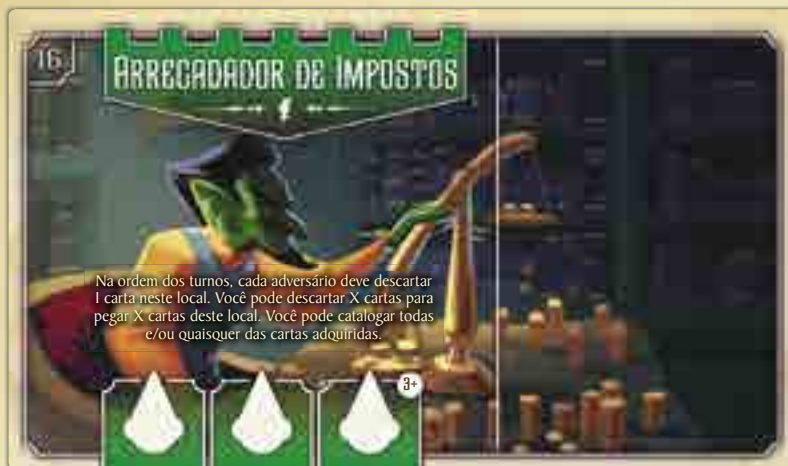 16
ARRECADADOR DE IMPOSTOS
Na ordem dos turnos, cada adversário deve descartar
1 carta neste local. Você pode descartar X cartas para
pegar X cartas deste local. Você pode catalogar todas
e/ou quaisquer das cartas adquiridas.
3+